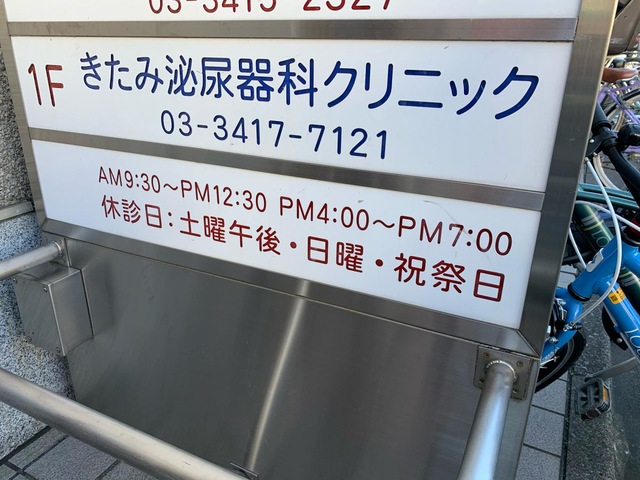 1F きたみ泌尿器科クリニック
03-3417-7121
AM9:30～PM12:30 PM4:00～PM7:00
休診日：土曜午後・日曜・祝祭日